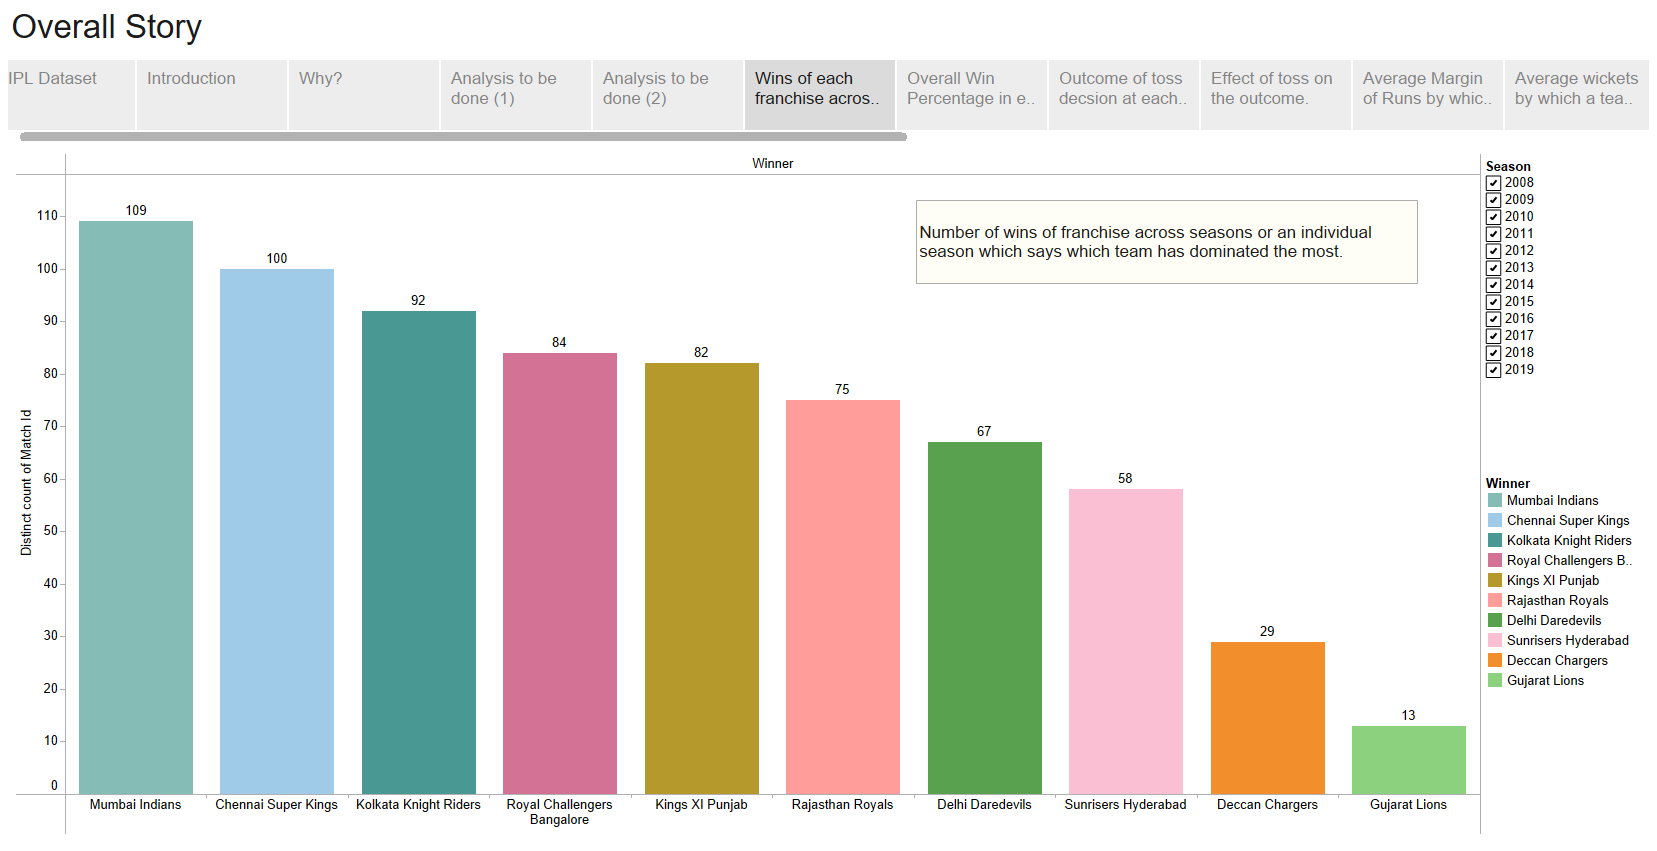 Overall Story
IPL Dataset
Introduction
Why?
Analysis to be
done (1)
Analysis to be
done (2)
Wins of each
franchise acros..
Overall Win
Percentage in e..
Outcome of toss
decsion at each..
Effect of toss on
the outcome.
Average Margin
of Runs by whic..
Average wickets
by which a tea..
Winner
Number of wins of franchise across seasons or an individual
season which says which team has dominated the most.
Distinct count of Match Id
110
100
90
80
70
60
50
40
30
20
10
0
109
100
92
84
82
75
67
58
29
13
Mumbai Indians
Chennai Super Kings
Kolkata Knight Riders
Royal Challengers
Bangalore
Kings XI Punjab
Rajasthan Royals
Delhi Daredevils
Sunrisers Hyderabad
Deccan Chargers
Gujarat Lions
Season
2008
2009
2010
2011
2012
2013
2014
2015
2016
2017
2018
2019
Winner
Mumbai Indians
Chennai Super Kings
Kolkata Knight Riders
Royal Challengers B..
Kings XI Punjab
Rajasthan Royals
Delhi Daredevils
Sunrisers Hyderabad
Deccan Chargers
Gujarat Lions